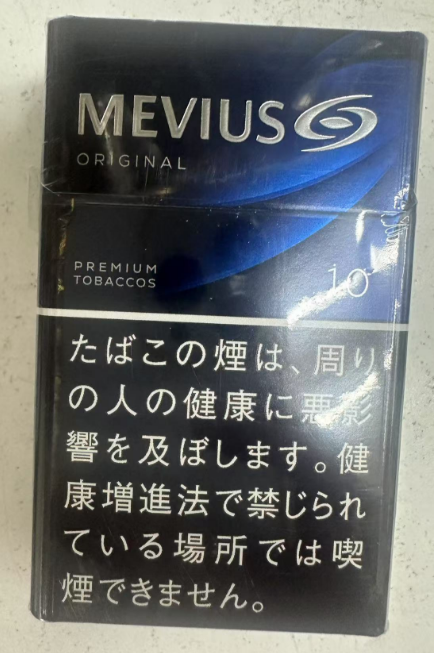 MEVIUS
ORIGINAL
PREMIUM
TOBACCOS
10
たばこの煙は、周り
の人の健康に悪影
響を及ぼします。健
康増進法で禁じられ
ている場所では喫
煙できません。